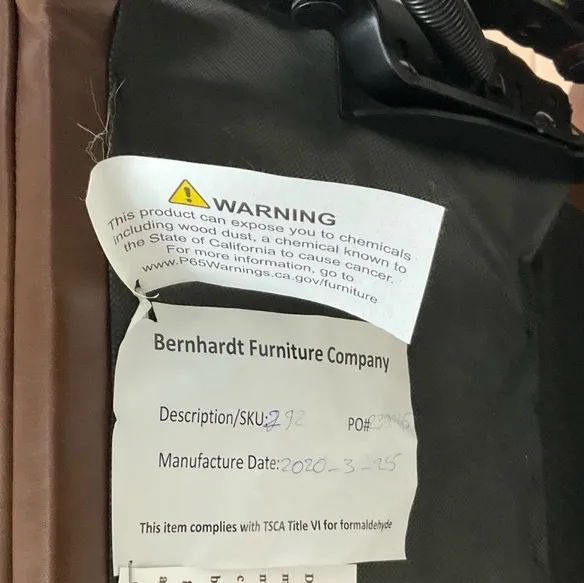 WARNING
This product can expose you to chemicals
including wood dust, a chemical known to
the State of California to cause cancer.
For more information, go to
www.P65Warnings.ca.gov/furniture
Bernhardt Furniture Company
Description/SKU: 292 PO#
Manufacture Date: 2020-3-25
This item complies with TSCA Title VI for formaldehyde